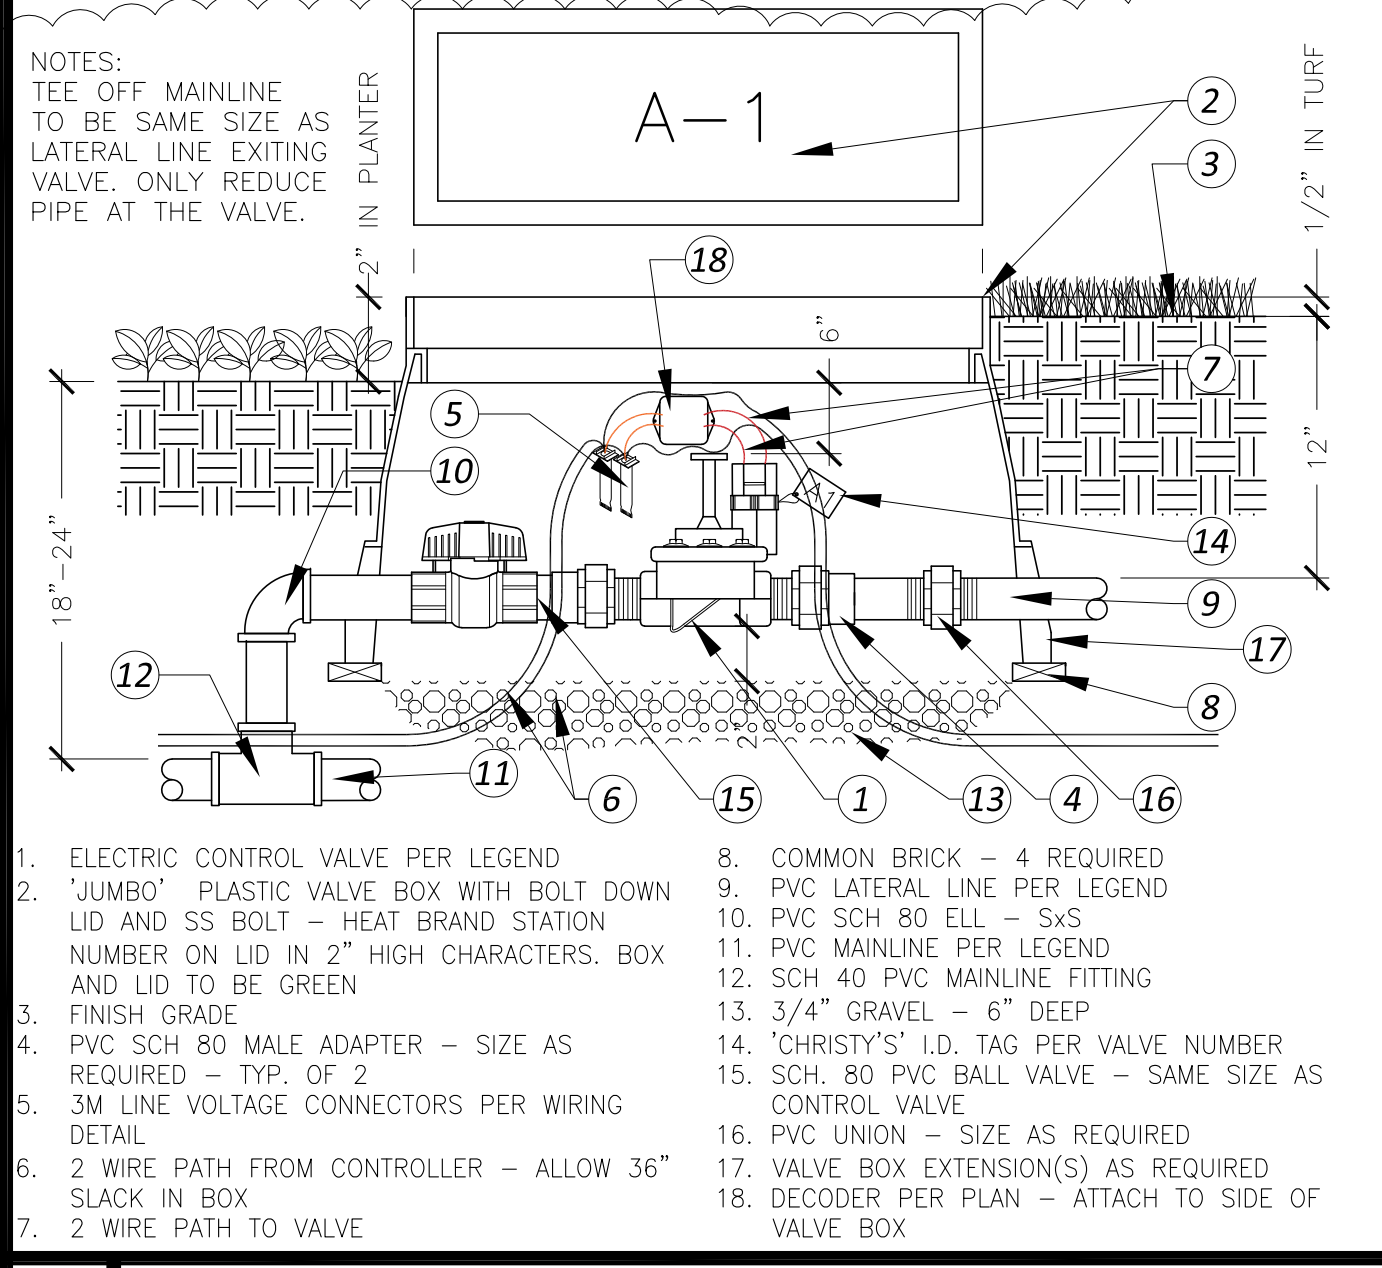 NOTES:
TEE OFF MAINLINE
TO BE SAME SIZE AS
LATERAL LINE EXITING
VALVE. ONLY REDUCE
PIPE AT THE VALVE.
2” IN PLANTER
A-1
1/2” IN TURF
2
3
18
6”
7
5
10
12”
A 1
14
18”-24”
9
17
12
8
2”
11
6
15
1
13
4
16
1. ELECTRIC CONTROL VALVE PER LEGEND
2. 'JUMBO' PLASTIC VALVE BOX WITH BOLT DOWN
LID AND SS BOLT – HEAT BRAND STATION
NUMBER ON LID IN 2” HIGH CHARACTERS. BOX
AND LID TO BE GREEN
3. FINISH GRADE
4. PVC SCH 80 MALE ADAPTER – SIZE AS
REQUIRED – TYP. OF 2
5. 3M LINE VOLTAGE CONNECTORS PER WIRING
DETAIL
6. 2 WIRE PATH FROM CONTROLLER – ALLOW 36”
SLACK IN BOX
7. 2 WIRE PATH TO VALVE
8. COMMON BRICK – 4 REQUIRED
9. PVC LATERAL LINE PER LEGEND
10. PVC SCH 80 ELL – SxS
11. PVC MAINLINE PER LEGEND
12. SCH 40 PVC MAINLINE FITTING
13. 3/4” GRAVEL – 6” DEEP
14. 'CHRISTY'S' I.D. TAG PER VALVE NUMBER
15. SCH. 80 PVC BALL VALVE – SAME SIZE AS
CONTROL VALVE
16. PVC UNION – SIZE AS REQUIRED
17. VALVE BOX EXTENSION(S) AS REQUIRED
18. DECODER PER PLAN – ATTACH TO SIDE OF
VALVE BOX